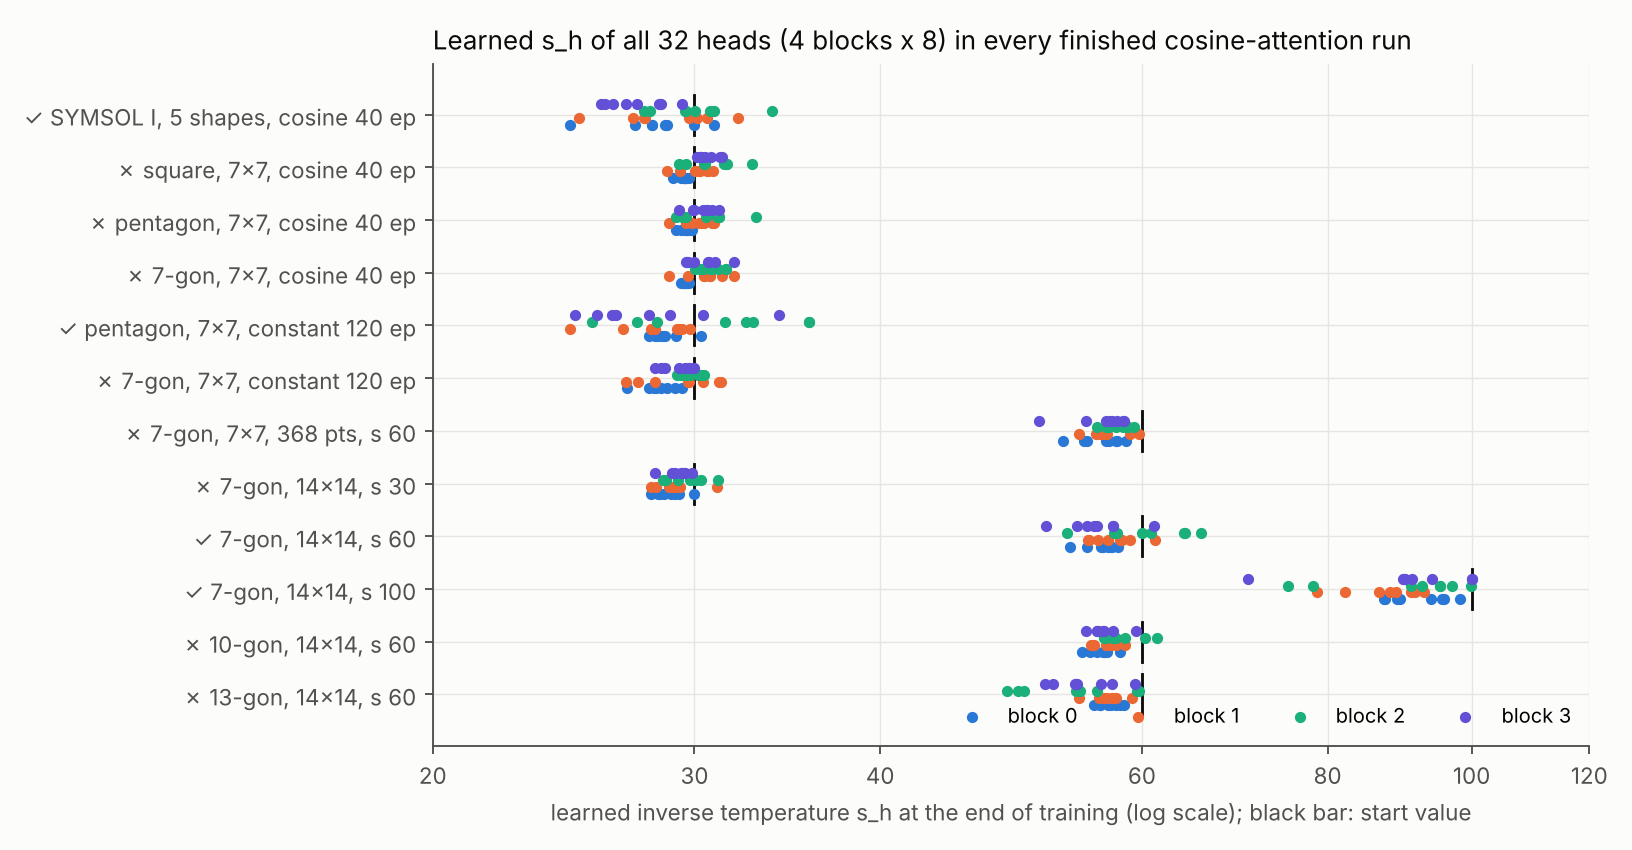 Learned s_h of all 32 heads (4 blocks x 8) in every finished cosine-attention run
✓ SYMSOL I, 5 shapes, cosine 40 ep
× square, 7×7, cosine 40 ep
× pentagon, 7×7, cosine 40 ep
× 7-gon, 7×7, cosine 40 ep
✓ pentagon, 7×7, constant 120 ep
× 7-gon, 7×7, constant 120 ep
× 7-gon, 7×7, 368 pts, s 60
× 7-gon, 14×14, s 30
✓ 7-gon, 14×14, s 60
✓ 7-gon, 14×14, s 100
× 10-gon, 14×14, s 60
× 13-gon, 14×14, s 60
block 0 block 1 block 2 block 3
20 30 40 60 80 100 120
learned inverse temperature s_h at the end of training (log scale); black bar: start value